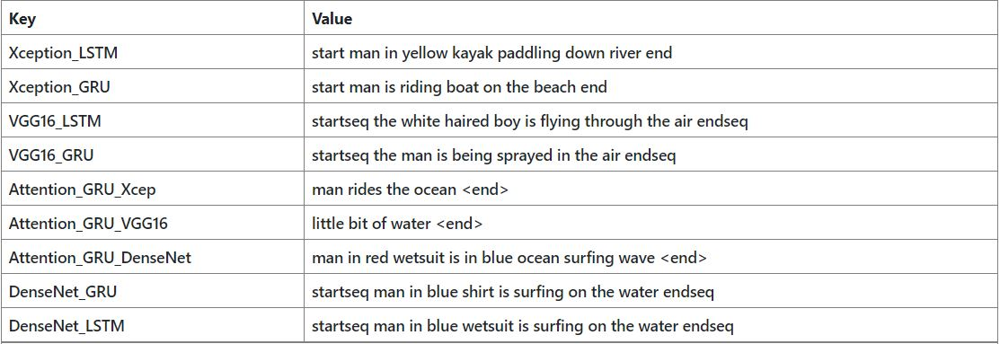 Key Value
Xception_LSTM start man in yellow kayak paddling down river end
Xception_GRU start man is riding boat on the beach end
VGG16_LSTM startseq the white haired boy is flying through the air endseq
VGG16_GRU startseq the man is being sprayed in the air endseq
Attention_GRU_Xcep man rides the ocean <end>
Attention_GRU_VGG16 little bit of water <end>
Attention_GRU_DenseNet man in red wetsuit is in blue ocean surfing wave <end>
DenseNet_GRU startseq man in blue shirt is surfing on the water endseq
DenseNet_LSTM startseq man in blue wetsuit is surfing on the water endseq